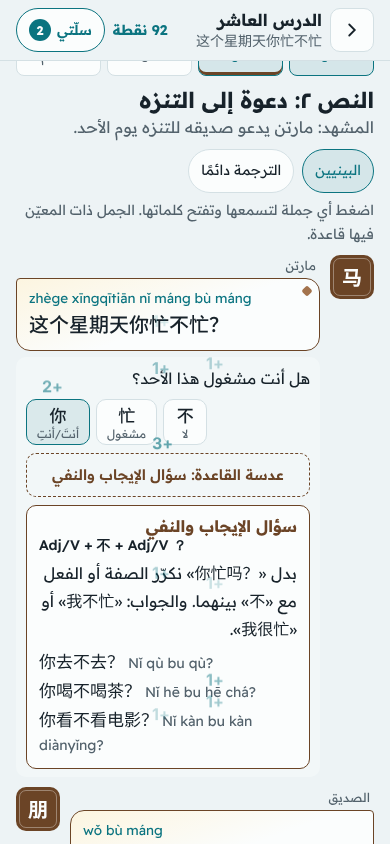 الدرس العاشر
这个星期天你忙不忙
92 نقطة
سلّتي 2
النص ٢: دعوة إلى التنزه
المشهد: مارتن يدعو صديقه للتنزه يوم الأحد.
البينيين
الترجمة دائمًا
اضغط أي جملة لتسمعها وتفتح كلماتها. الجمل ذات المعيّن
فيها قاعدة.
马
مارتن
zhège xīngqītiān nǐ máng bù máng
这个星期天你忙不忙？
+1
+1
هل أنت مشغول هذا الأحد؟
+2
你
أنتَ/أنتِ
忙
مشغول
不
لا
+3
عدسة القاعدة: سؤال الإيجاب والنفي
سؤال الإيجاب والنفي
Adj/V + 不 + Adj/V ？
بدل «你忙吗？» نكرّر الصفة أو الفعل
+1
+1
مع «不» بينهما. والجواب: «我不忙» أو
«我很忙».
你去不去？ Nǐ qù bu qù?
+1
你喝不喝茶？ Nǐ hē bu hē chá?
+1
你看不看电影？ Nǐ kàn bu kàn
+1
diànyǐng?
朋
الصديق
wǒ bù máng